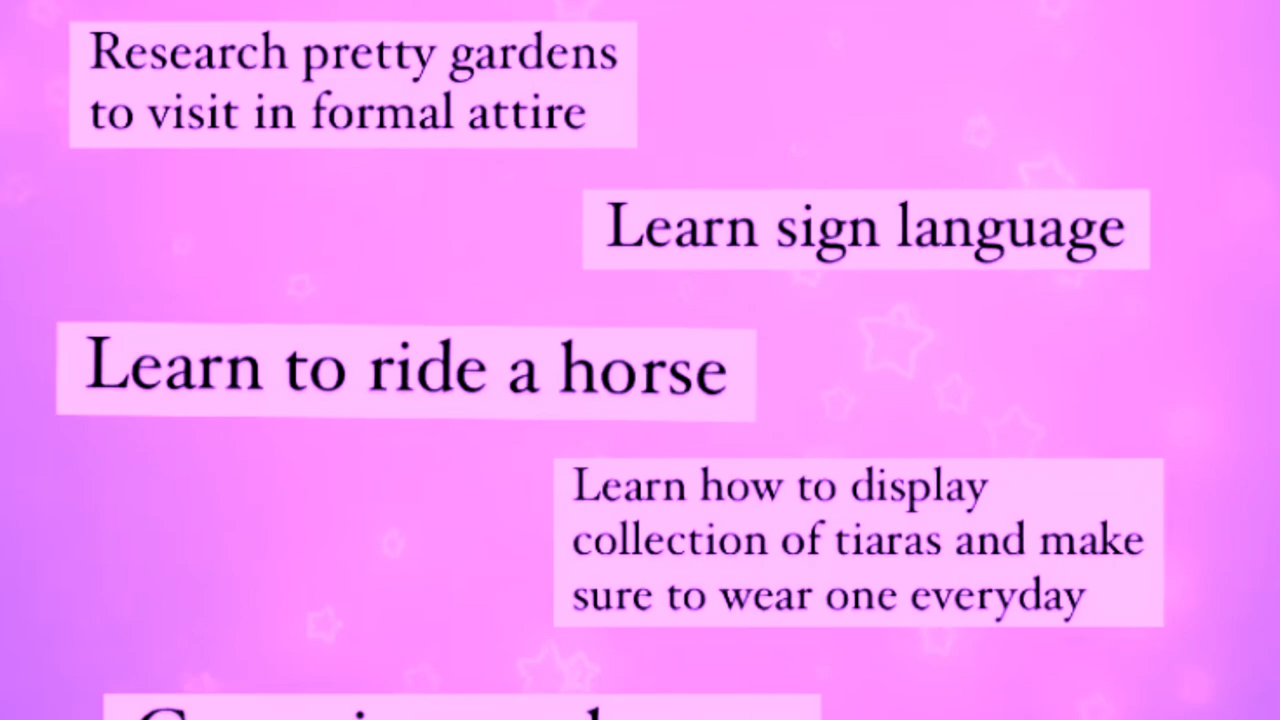 Research pretty gardens
to visit in formal attire
Learn sign language
Learn to ride a horse
Learn how to display
collection of tiaras and make
sure to wear one everyday